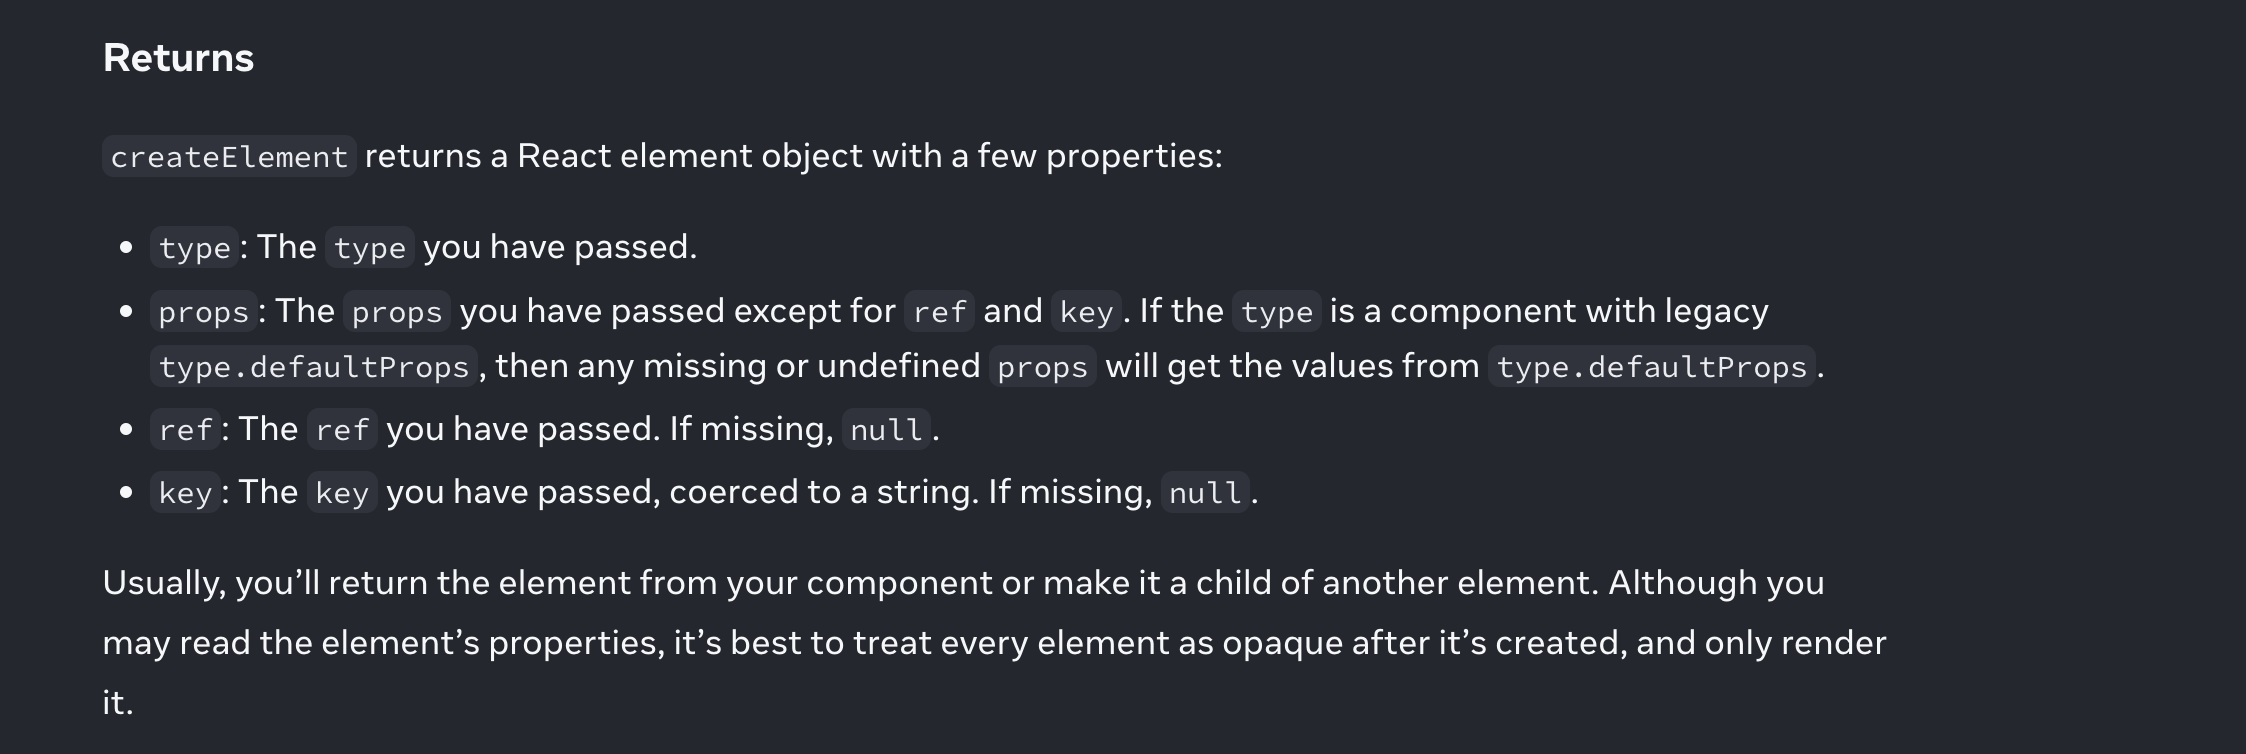 Returns
createElement returns a React element object with a few properties:
• type: The type you have passed.
• props: The props you have passed except for ref and key. If the type is a component with legacy
type.defaultProps, then any missing or undefined props will get the values from type.defaultProps.
• ref: The ref you have passed. If missing, null.
• key: The key you have passed, coerced to a string. If missing, null.
Usually, you’ll return the element from your component or make it a child of another element. Although you
may read the element’s properties, it’s best to treat every element as opaque after it’s created, and only render
it.